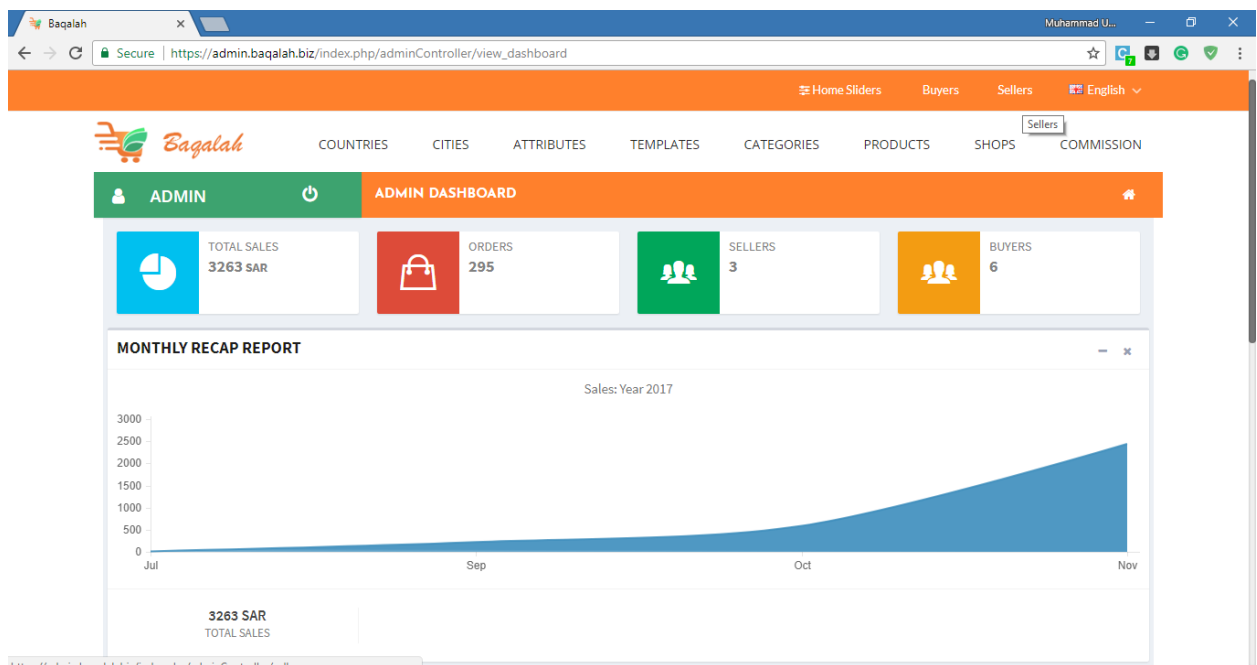 Baqalah
Muhammad U...
Secure https://admin.baqalah.biz/index.php/adminController/view_dashboard
7
Home Sliders Buyers Sellers English
Sellers
Baqalah COUNTRIES CITIES ATTRIBUTES TEMPLATES CATEGORIES PRODUCTS SHOPS COMMISSION
ADMIN ADMIN DASHBOARD
TOTAL SALES ORDERS SELLERS BUYERS
3263 SAR 295 3 6
MONTHLY RECAP REPORT
Sales: Year 2017
3000
2500
2000
1500
1000
500
0
Jul Sep Oct Nov
3263 SAR
TOTAL SALES